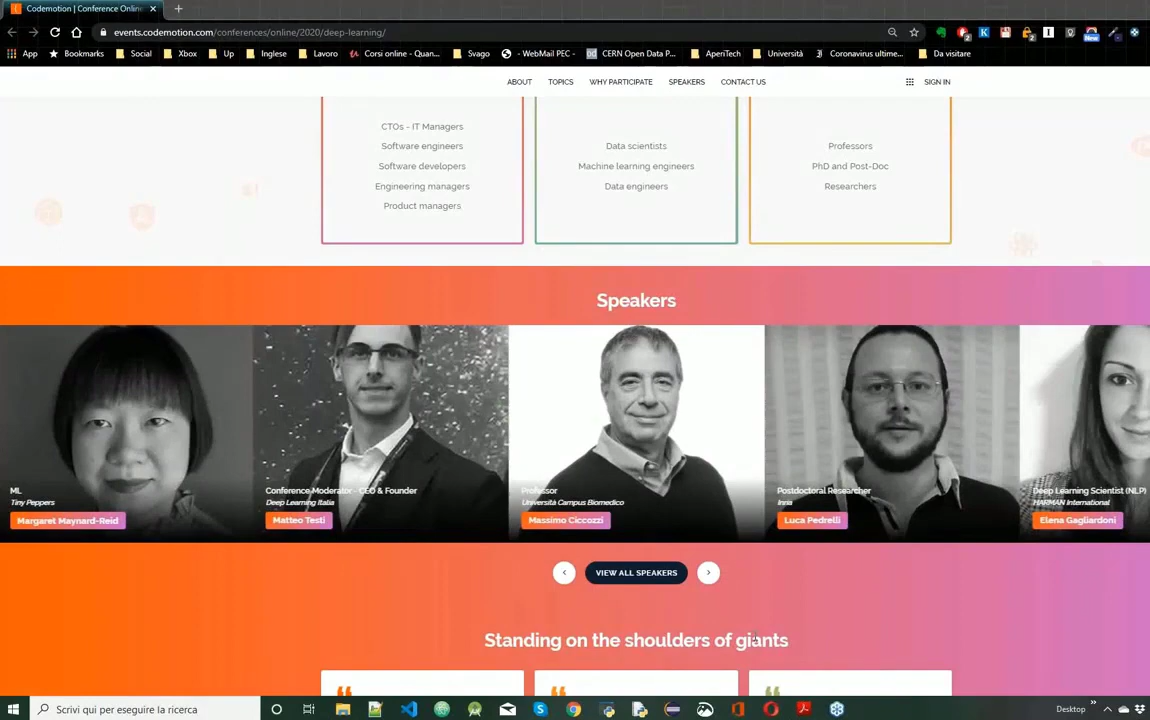 Codemotion | Conference Onlin
events.codemotion.com/conferences/online/2020/deep-learning/
App Bookmarks Social Xbox Up Inglese Lavoro Corsi online - Quan... Svago - WebMail PEC - CERN Open Data P... AperiTech Università Coronavirus ultime... Da visitare
ABOUT TOPICS WHY PARTICIPATE SPEAKERS CONTACT US SIGN IN
CTOs - IT Managers
Software engineers
Software developers
Engineering managers
Product managers
Data scientists
Machine learning engineers
Data engineers
Professors
PhD and Post-Doc
Researchers
Speakers
ML
Tiny Peppers
Margaret Maynard-Reid
Conference Moderator - CEO & Founder
Deep Learning Italia
Matteo Testi
Professor
Università Campus Biomedico
Massimo Ciccozzi
Postdoctoral Researcher
Inria
Luca Pedrelli
Deep Learning Scientist (NLP)
HARMAN International
Elena Gagliardoni
VIEW ALL SPEAKERS
Standing on the shoulders of giants
Scrivi qui per eseguire la ricerca
Desktop